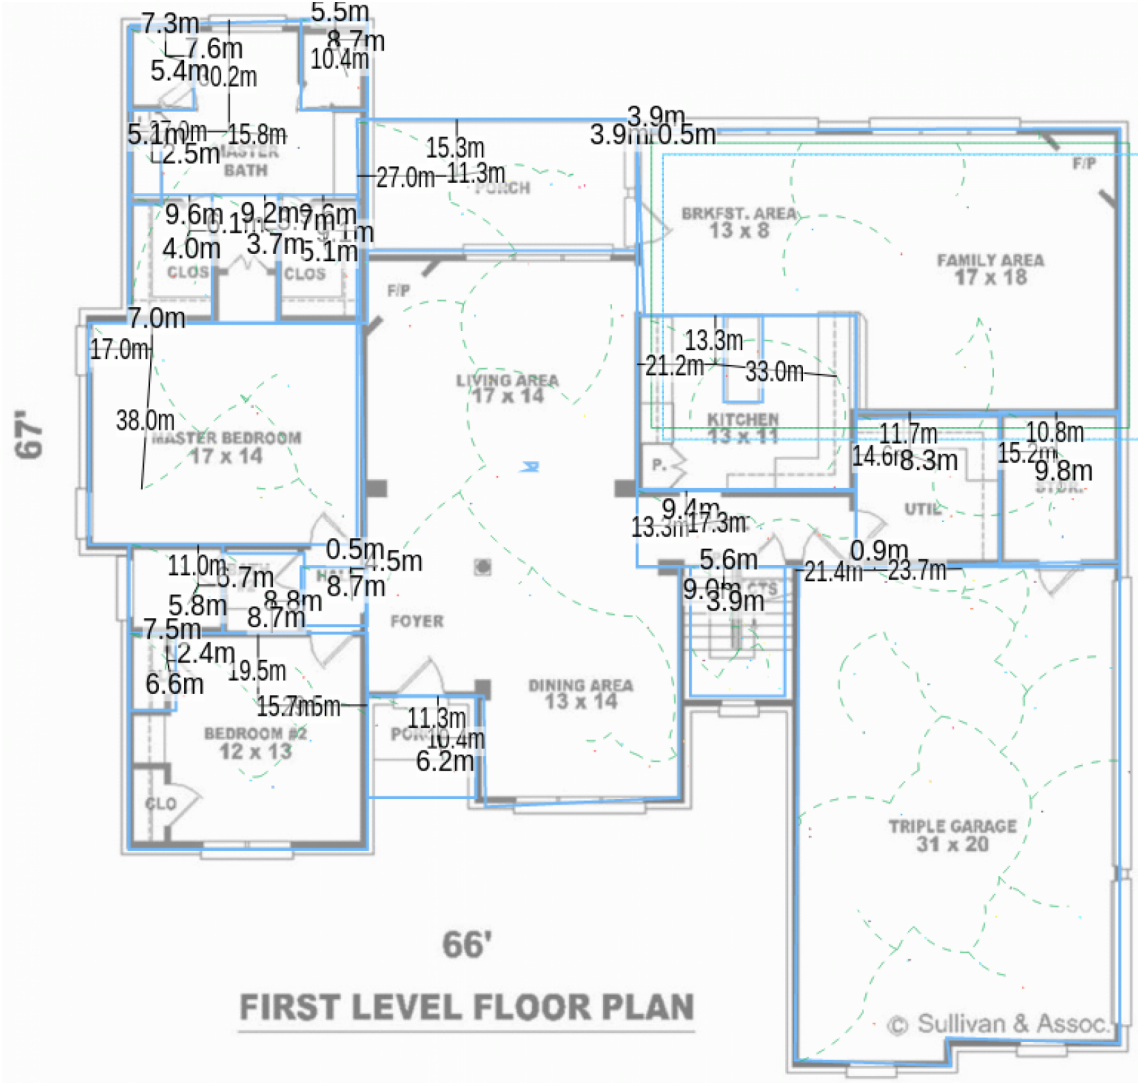 5.5m
7.3m
8.7m
7.6m
10.4m
5.4m
30.2m
3.9m
3.9m
0.5m
5.1m
15.8m
15.3m
2.5m
MASTER
BATH
F/P
27.0m
11.3m
PORCH
9.6m
9.2m
9.6m
BRKFST. AREA
13 x 8
4.0m
3.7m
5.1m
CLOS
CLOS
FAMILY AREA
17 x 18
F/P
7.0m
17.0m
13.3m
21.2m
33.0m
LIVING AREA
17 x 14
38.0m
KITCHEN
13 x 11
67'
MASTER BEDROOM
17 x 14
11.7m
10.8m
14.6m
8.3m
15.2m
9.8m
P.
STOR.
UTIL
9.4m
13.3m
17.3m
0.5m
4.5m
0.9m
11.0m
5.6m
21.4m
23.7m
8.7m
9.0m
3.9m
5.8m
8.8m
8.7m
FOYER
7.5m
2.4m
19.5m
6.6m
DINING AREA
13 x 14
15.7m
11.3m
BEDROOM #2
12 x 13
PORCH
10.4m
6.2m
CLO
TRIPLE GARAGE
31 x 20
66'
FIRST LEVEL FLOOR PLAN
© Sullivan & Assoc.